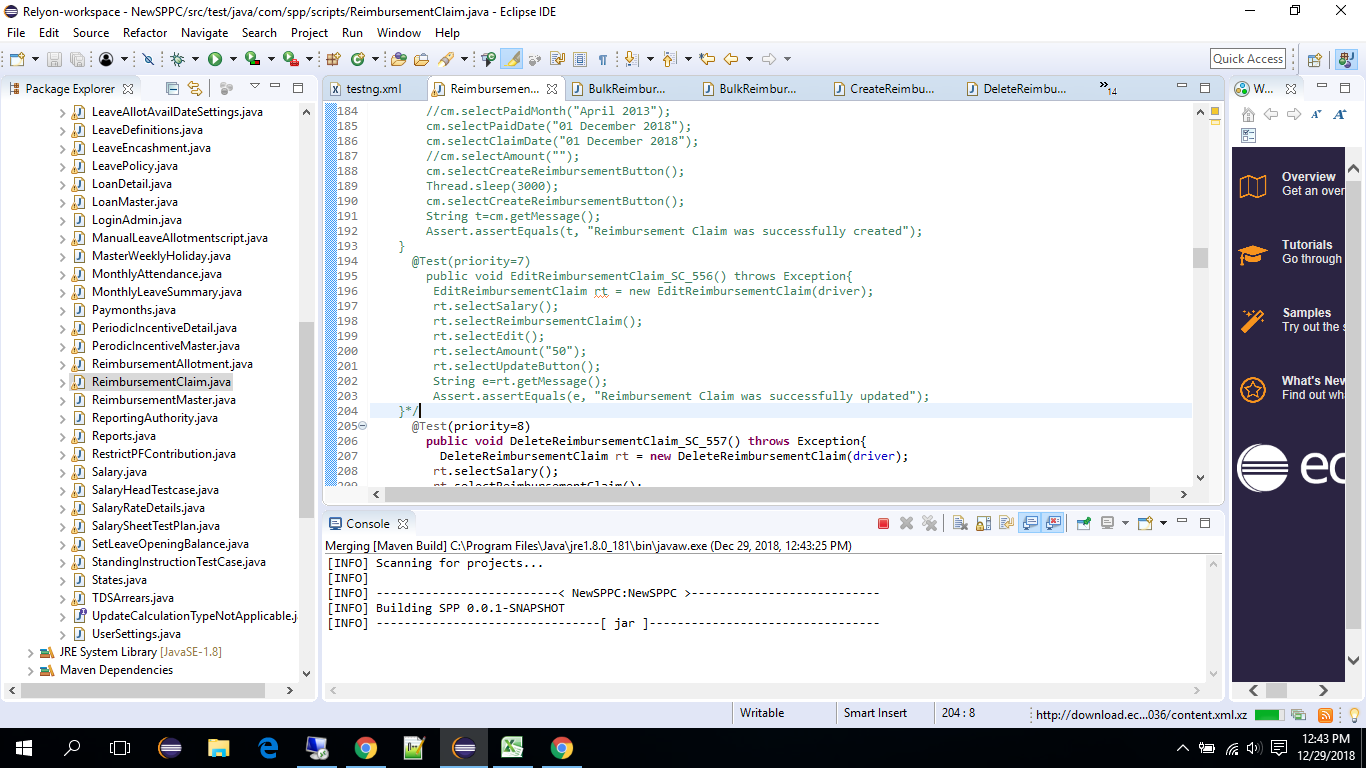 Relyon-workspace - NewSPPC/src/test/java/com/spp/scripts/ReimbursementClaim.java - Eclipse IDE
File Edit Source Refactor Navigate Search Project Run Window Help
Quick Access
Package Explorer
LeaveAllotAvailDateSettings.java
LeaveDefinitions.java
LeaveEncashment.java
LeavePolicy.java
LoanDetail.java
LoanMaster.java
LoginAdmin.java
ManualLeaveAllotmentscript.java
MasterWeeklyHoliday.java
MonthlyAttendance.java
MonthlyLeaveSummary.java
Paymonths.java
PeriodicIncentiveDetail.java
PerodicIncentiveMaster.java
ReimbursementAllotment.java
ReimbursementClaim.java
ReimbursementMaster.java
ReportingAuthority.java
Reports.java
RestrictPFContribution.java
Salary.java
SalaryHeadTestcase.java
SalaryRateDetails.java
SalarySheetTestPlan.java
SetLeaveOpeningBalance.java
StandingInstructionTestCase.java
States.java
TDSArrears.java
UpdateCalculationTypeNotApplicable.j
UserSettings.java
JRE System Library [JavaSE-1.8]
Maven Dependencies
testng.xml Reimbursemen... BulkReimbur... BulkReimbur... CreateReimbu... DeleteReimbu... »14
184 //cm.selectPaidMonth("April 2013");
185 cm.selectPaidDate("01 December 2018");
186 cm.selectClaimDate("01 December 2018");
187 //cm.selectAmount("");
188 cm.selectCreateReimbursementButton();
189 Thread.sleep(3000);
190 cm.selectCreateReimbursementButton();
191 String t=cm.getMessage();
192 Assert.assertEquals(t, "Reimbursement Claim was successfully created");
193 }
194 @Test(priority=7)
195 public void EditReimbursementClaim_SC_556() throws Exception{
196 EditReimbursementClaim rt = new EditReimbursementClaim(driver);
197 rt.selectSalary();
198 rt.selectReimbursementClaim();
199 rt.selectEdit();
200 rt.selectAmount("50");
201 rt.selectUpdateButton();
202 String e=rt.getMessage();
203 Assert.assertEquals(e, "Reimbursement Claim was successfully updated");
204 }*/
205 @Test(priority=8)
206 public void DeleteReimbursementClaim_SC_557() throws Exception{
207 DeleteReimbursementClaim rt = new DeleteReimbursementClaim(driver);
208 rt.selectSalary();
209 rt.selectReimbursementClaim();
Console
Merging [Maven Build] C:\Program Files\Java\jre1.8.0_181\bin\javaw.exe (Dec 29, 2018, 12:43:25 PM)
[INFO] Scanning for projects...
[INFO]
[INFO] -------------------------< NewSPPC:NewSPPC >--------------------------
[INFO] Building SPP 0.0.1-SNAPSHOT
[INFO] --------------------------------[ jar ]---------------------------------
W...
Overview
Get an over
Tutorials
Go through
Samples
Try out the s
What's New
Find out wh
ec
Writable Smart Insert 204 : 8 http://download.ec...036/content.xml.xz
12:43 PM
12/29/2018